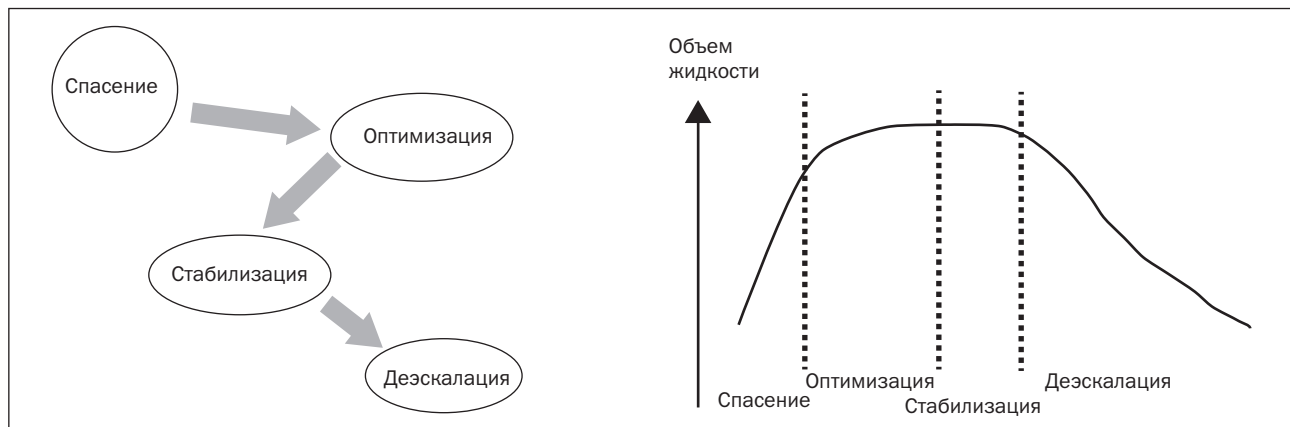 Спасение
Оптимизация
Стабилизация
Деэскалация
Объем
жидкости
Спасение
Оптимизация
Стабилизация
Деэскалация